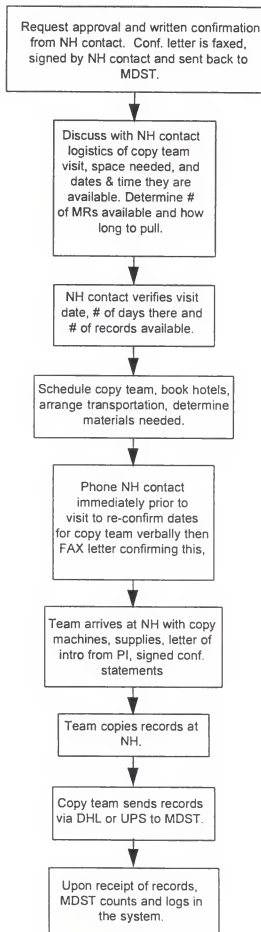 Request approval and written confirmation
from NH contact. Conf. letter is faxed,
signed by NH contact and sent back to
MDST.
Discuss with NH contact
logistics of copy team
visit, space needed, and
dates & time they are
available. Determine #
of MRs available and how
long to pull.
NH contact verifies visit
date, # of days there and
# of records available.
Schedule copy team, book hotels,
arrange transportation, determine
materials needed.
Phone NH contact
immediately prior to
visit to re-confirm dates
for copy team verbally then
FAX letter confirming this,
Team arrives at NH with copy
machines, supplies, letter of
intro from PI, signed conf.
statements
Team copies records at
NH.
Copy team sends records
via DHL or UPS to MDST.
Upon receipt of records,
MDST counts and logs in
the system.